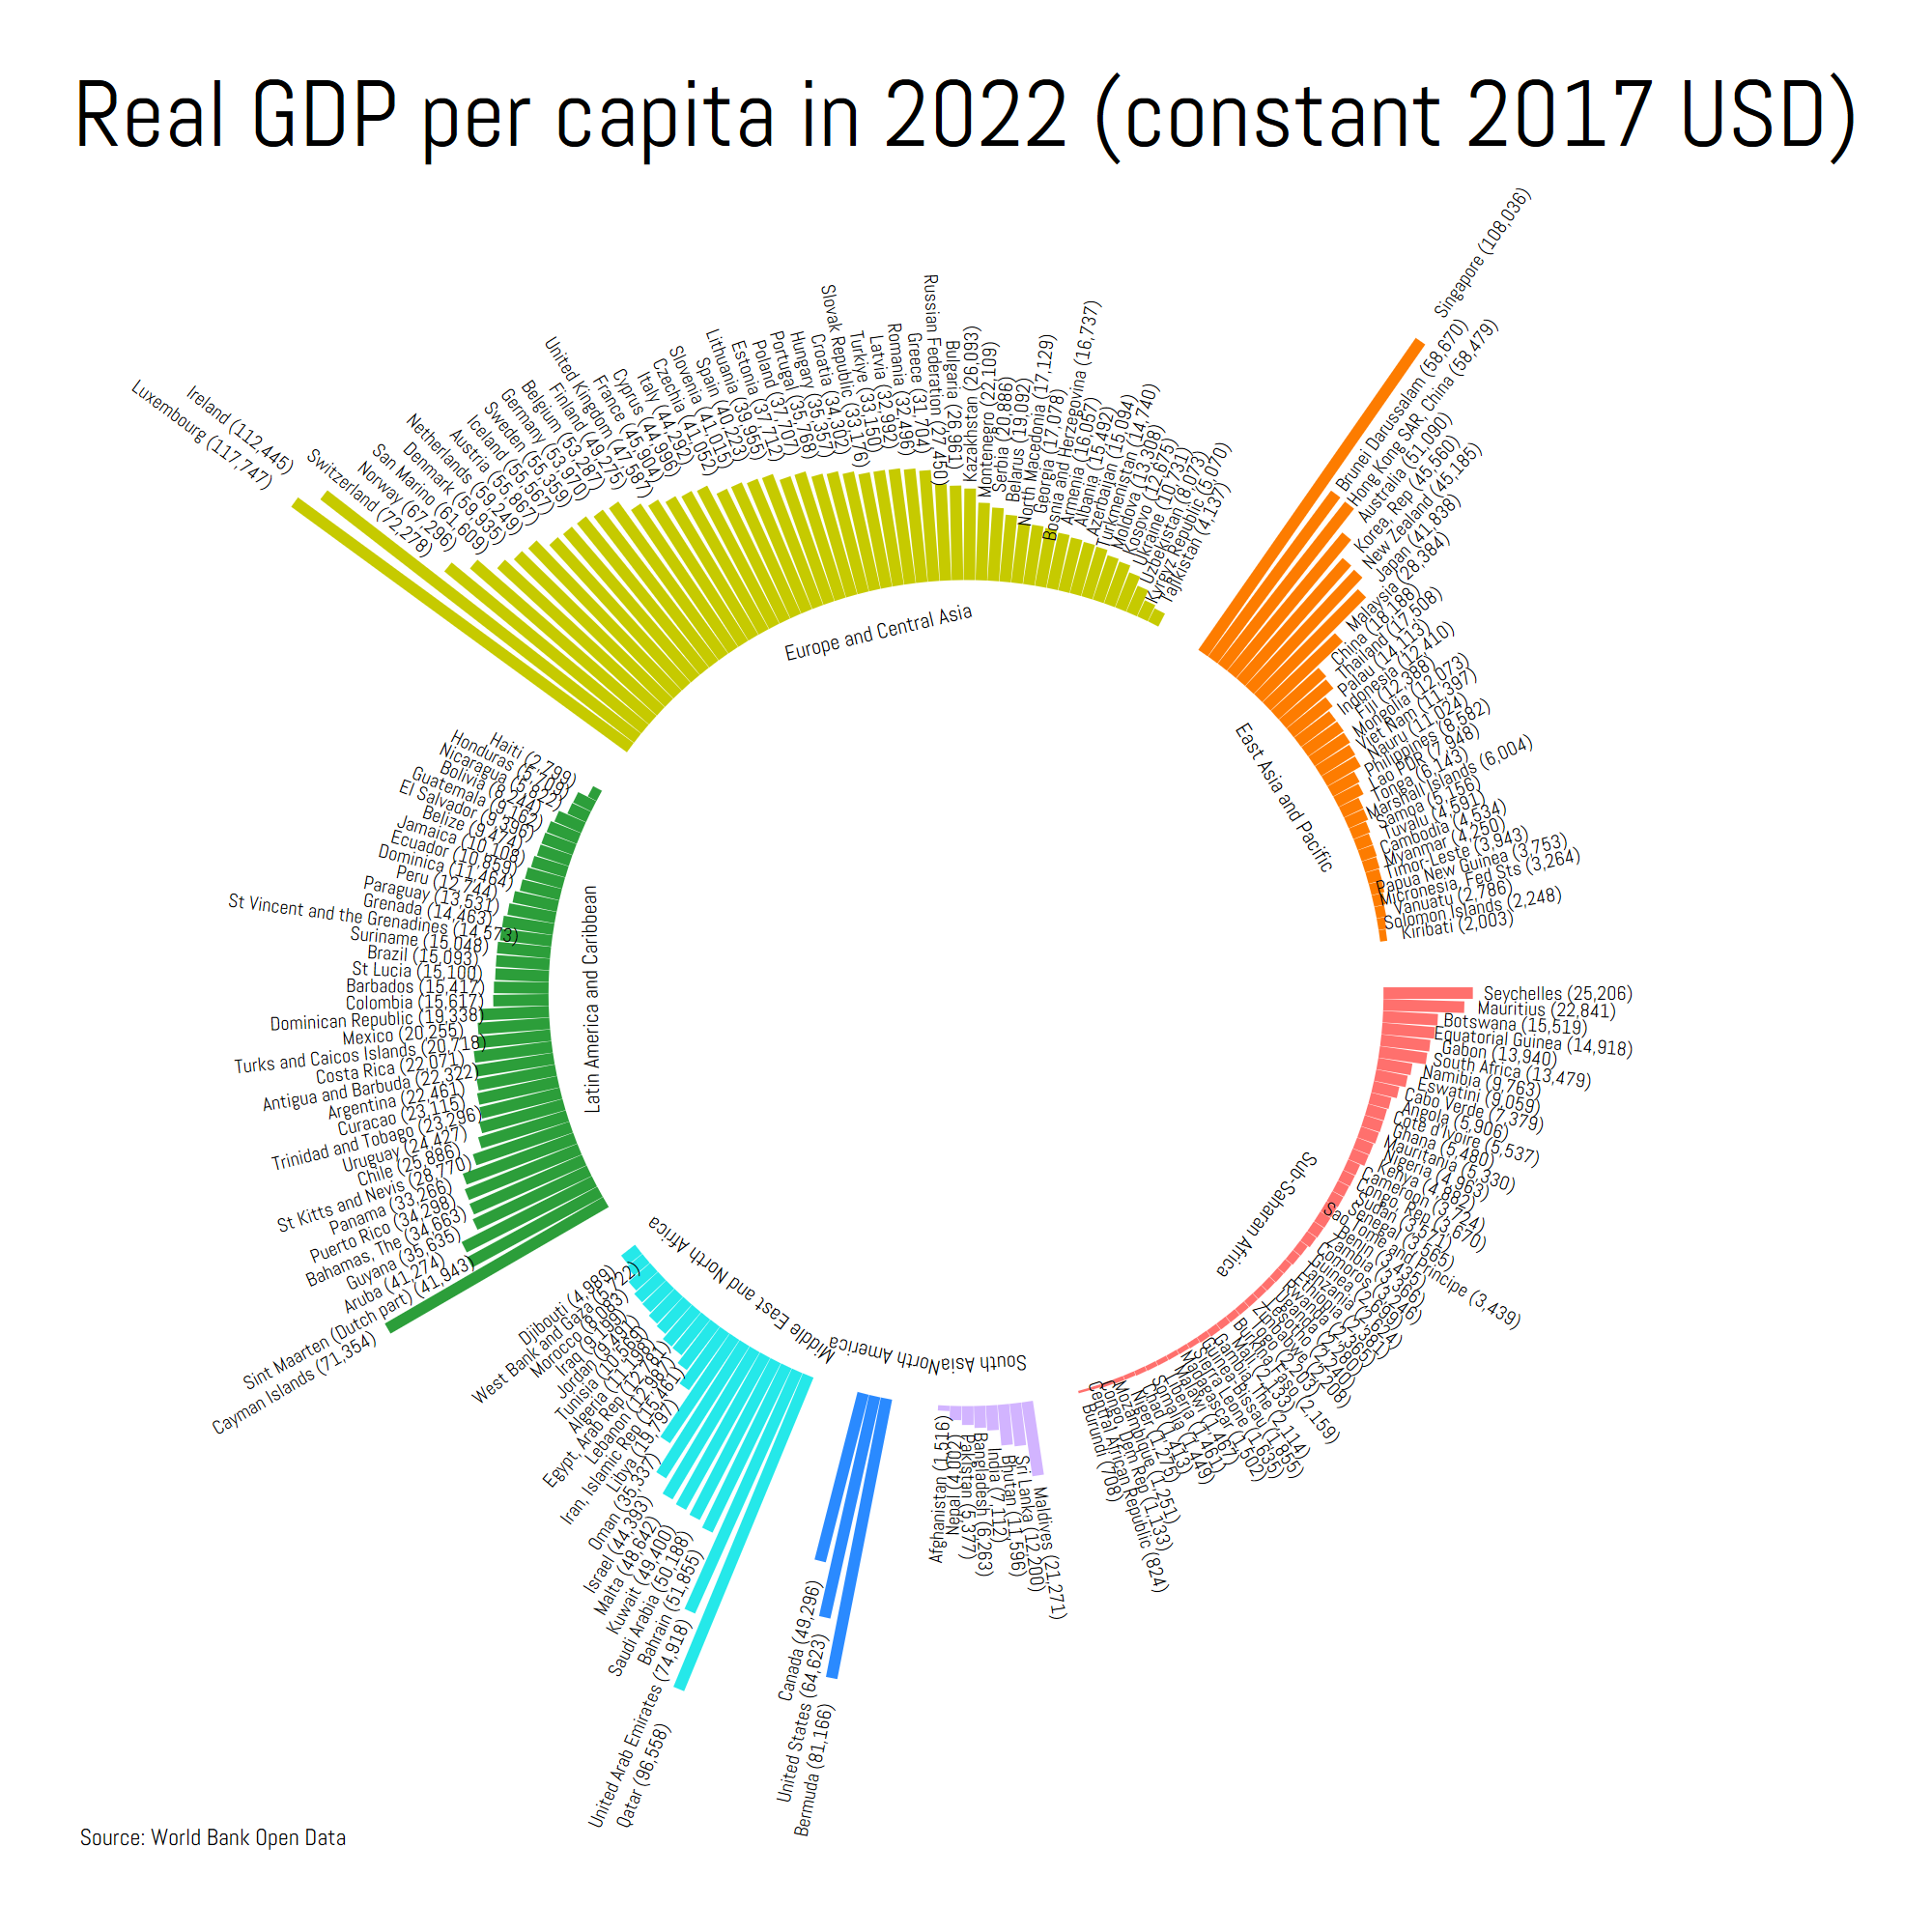 Real GDP per capita in 2022 (constant 2017 USD)
Luxembourg (117,747)
Ireland (112,445)
Switzerland (72,278)
Norway (67,296)
San Marino (61,609)
Denmark (59,935)
Netherlands (59,249)
Austria (55,867)
Iceland (55,567)
Sweden (55,359)
Germany (53,970)
Belgium (53,287)
Finland (49,275)
United Kingdom (47,587)
France (45,904)
Cyprus (44,996)
Italy (44,292)
Czechia (41,052)
Slovenia (41,015)
Spain (40,223)
Lithuania (39,955)
Estonia (37,712)
Poland (37,707)
Portugal (35,768)
Hungary (35,357)
Croatia (34,302)
Slovak Republic (33,176)
Turkiye (33,150)
Latvia (32,992)
Romania (32,496)
Greece (31,704)
Russian Federation (27,450)
Bulgaria (26,961)
Kazakhstan (26,093)
Montenegro (22,109)
Serbia (20,886)
Belarus (19,092)
North Macedonia (17,129)
Georgia (17,078)
Bosnia and Herzegovina (16,737)
Armenia (16,057)
Albania (15,492)
Azerbaijan (15,094)
Turkmenistan (14,740)
Moldova (13,308)
Kosovo (12,675)
Ukraine (10,731)
Uzbekistan (8,073)
Kyrgyz Republic (5,070)
Tajikistan (4,137)
Europe and Central Asia
Singapore (108,036)
Brunei Darussalam (58,670)
Hong Kong SAR, China (58,479)
Australia (51,090)
Korea, Rep (45,560)
New Zealand (45,185)
Japan (41,838)
Malaysia (28,384)
China (18,188)
Thailand (17,508)
Palau (14,113)
Indonesia (12,410)
Fiji (12,388)
Mongolia (12,073)
Viet Nam (11,397)
Nauru (11,024)
Philippines (8,582)
Lao PDR (7,948)
Tonga (6,143)
Marshall Islands (6,004)
Samoa (5,156)
Tuvalu (4,591)
Cambodia (4,534)
Myanmar (4,250)
Timor-Leste (3,943)
Papua New Guinea (3,753)
Micronesia, Fed Sts (3,264)
Vanuatu (2,786)
Solomon Islands (2,248)
Kiribati (2,003)
East Asia and Pacific
Seychelles (25,206)
Mauritius (22,841)
Botswana (15,519)
Equatorial Guinea (14,918)
Gabon (13,940)
South Africa (13,479)
Namibia (9,763)
Eswatini (9,059)
Cabo Verde (7,379)
Angola (5,906)
Cote d'Ivoire (5,537)
Ghana (5,480)
Mauritania (5,330)
Nigeria (4,963)
Kenya (4,882)
Cameroon (3,724)
Congo, Rep (3,670)
Sudan (3,571)
Senegal (3,565)
Sao Tome and Principe (3,439)
Benin (3,435)
Zambia (3,366)
Comoros (3,246)
Guinea (2,699)
Tanzania (2,624)
Ethiopia (2,381)
Rwanda (2,365)
Uganda (2,280)
Lesotho (2,240)
Zimbabwe (2,208)
Togo (2,203)
Burkina Faso (2,159)
Mali (2,133)
Gambia, The (2,114)
Guinea-Bissau (1,855)
Sierra Leone (1,635)
Madagascar (1,502)
Malawi (1,467)
Liberia (1,461)
Somalia (1,449)
Chad (1,413)
Niger (1,275)
Mozambique (1,251)
Congo, Dem Rep (1,133)
Central African Republic (824)
Burundi (708)
Sub-Saharan Africa
Maldives (21,271)
Sri Lanka (12,200)
Bhutan (11,596)
India (7,112)
Bangladesh (6,263)
Pakistan (5,377)
Nepal (4,002)
Afghanistan (1,516)
South Asia
Bermuda (81,166)
United States (64,623)
Canada (49,296)
North America
Qatar (96,558)
United Arab Emirates (74,918)
Bahrain (51,855)
Saudi Arabia (50,188)
Kuwait (49,400)
Malta (48,642)
Israel (44,393)
Oman (35,337)
Libya (19,797)
Iran, Islamic Rep (15,461)
Lebanon (12,987)
Egypt, Arab Rep (12,781)
Algeria (11,198)
Tunisia (10,569)
Jordan (9,491)
Iraq (9,199)
Morocco (8,083)
West Bank and Gaza (5,722)
Djibouti (4,989)
Middle East and North Africa
Cayman Islands (71,354)
Sint Maarten (Dutch part) (41,943)
Aruba (41,274)
Guyana (35,635)
Bahamas, The (34,663)
Puerto Rico (34,298)
Panama (33,266)
St Kitts and Nevis (28,770)
Chile (25,886)
Uruguay (24,427)
Trinidad and Tobago (23,296)
Curacao (23,115)
Argentina (22,461)
Antigua and Barbuda (22,322)
Costa Rica (22,071)
Turks and Caicos Islands (20,718)
Mexico (20,255)
Dominican Republic (19,338)
Colombia (15,617)
Barbados (15,417)
St Lucia (15,100)
Brazil (15,093)
Suriname (15,048)
St Vincent and the Grenadines (14,573)
Grenada (14,463)
Paraguay (13,531)
Peru (12,744)
Dominica (11,464)
Ecuador (10,859)
Jamaica (10,108)
Belize (9,474)
El Salvador (9,396)
Guatemala (9,162)
Bolivia (8,244)
Nicaragua (5,822)
Honduras (5,709)
Haiti (2,799)
Latin America and Caribbean
Source: World Bank Open Data